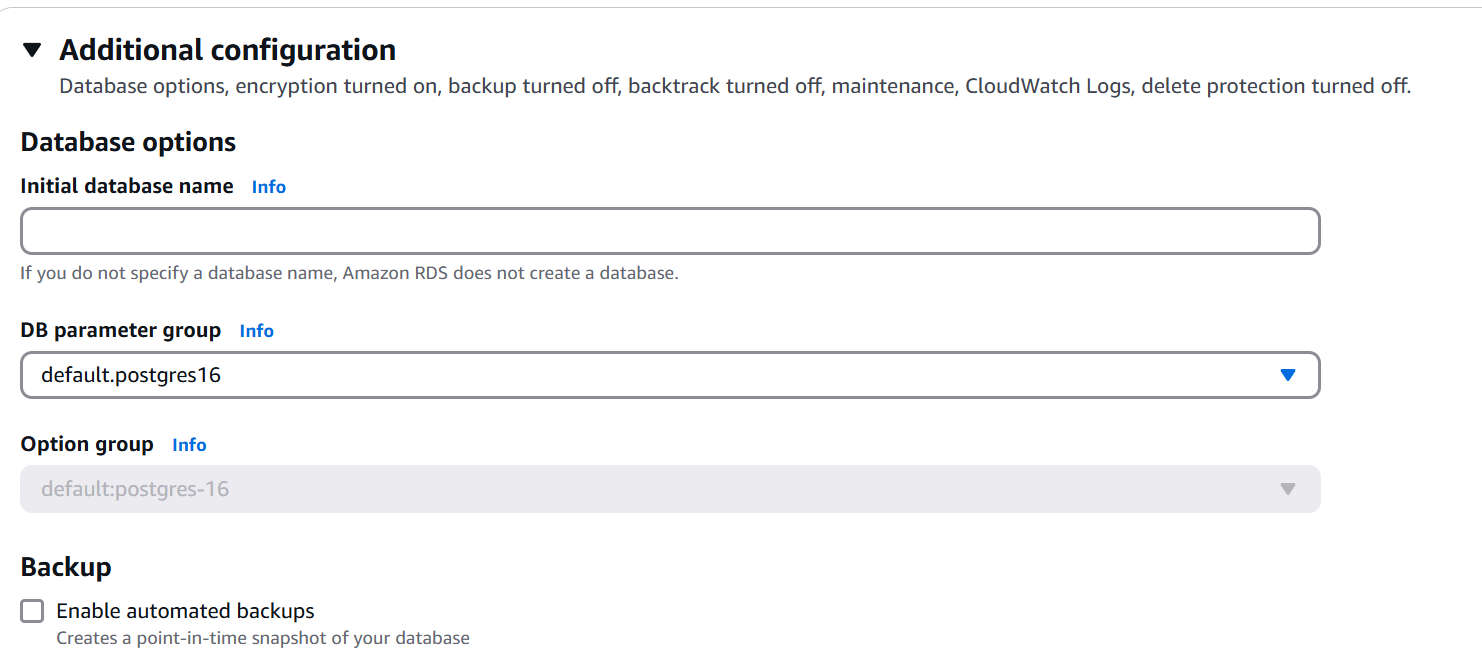 Additional configuration
Database options, encryption turned on, backup turned off, backtrack turned off, maintenance, CloudWatch Logs, delete protection turned off.
Database options
Initial database name Info
If you do not specify a database name, Amazon RDS does not create a database.
DB parameter group Info
default.postgres16
Option group Info
default:postgres-16
Backup
Enable automated backups
Creates a point-in-time snapshot of your database